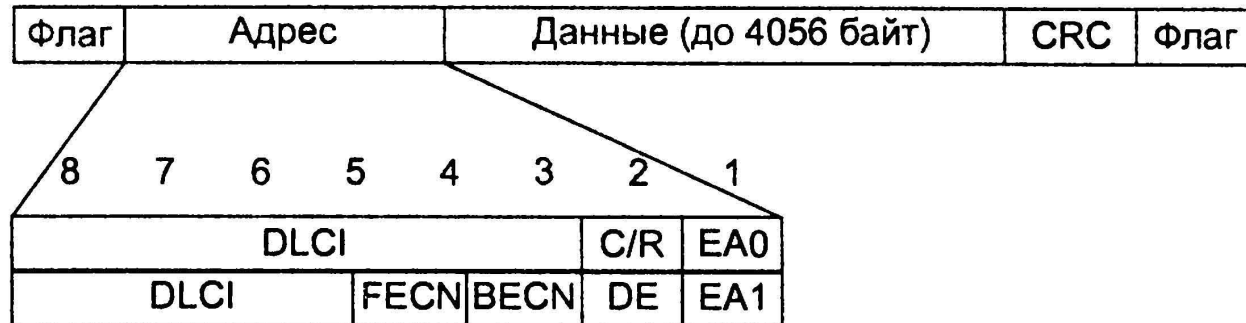 Флаг Адрес Данные (до 4056 байт) CRC Флаг
8 7 6 5 4 3 2 1
DLCI C/R EA0
DLCI FECN BECN DE EA1